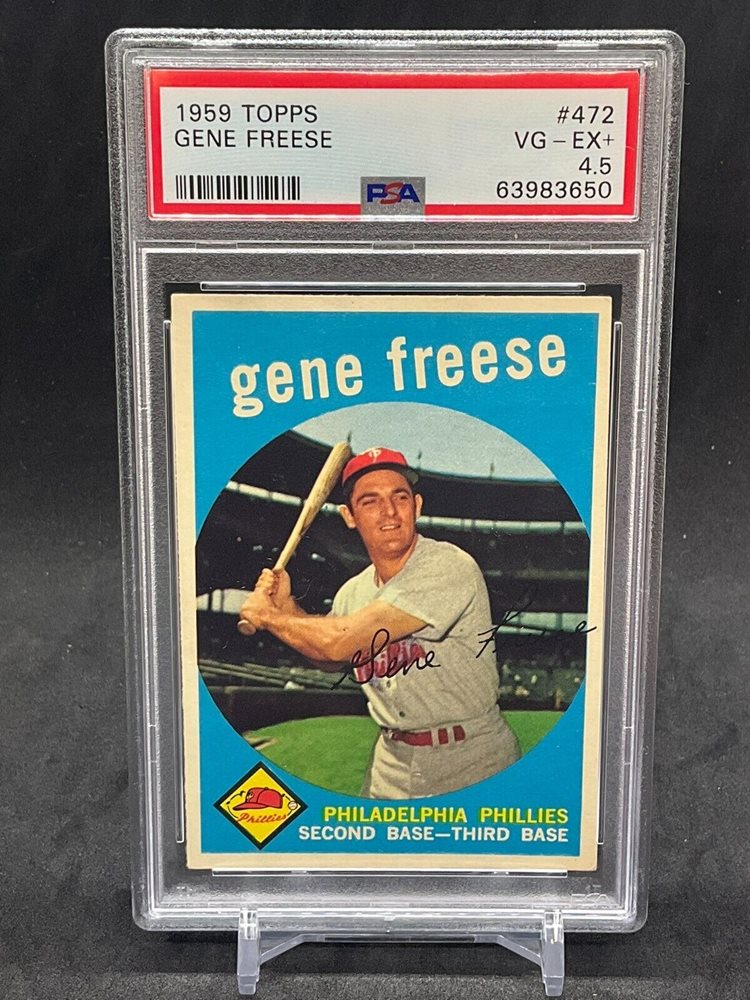 1959 TOPPS #472
GENE FREESE VG-EX+
4.5
PSA 63983650
gene freese
Gene Freese
Phillies
PHILADELPHIA PHILLIES
SECOND BASE—THIRD BASE